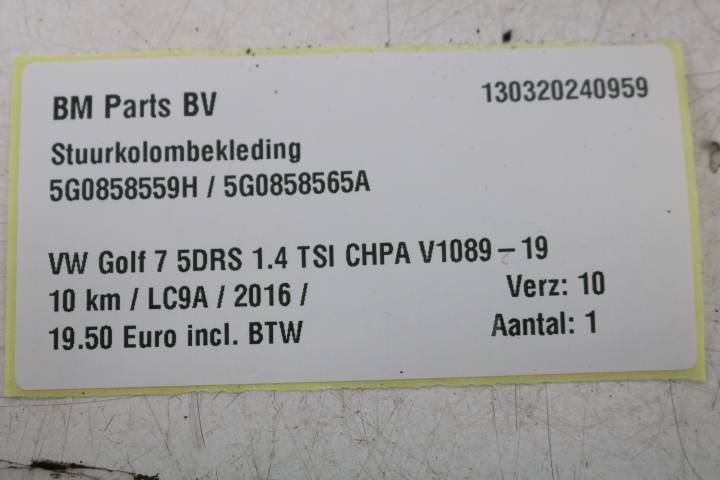 BM Parts BV
130320240959
Stuurkolombekleding
5G0858559H / 5G0858565A
VW Golf 7 5DRS 1.4 TSI CHPA V1089 – 19
10 km / LC9A / 2016 /
Verz: 10
19.50 Euro incl. BTW
Aantal: 1